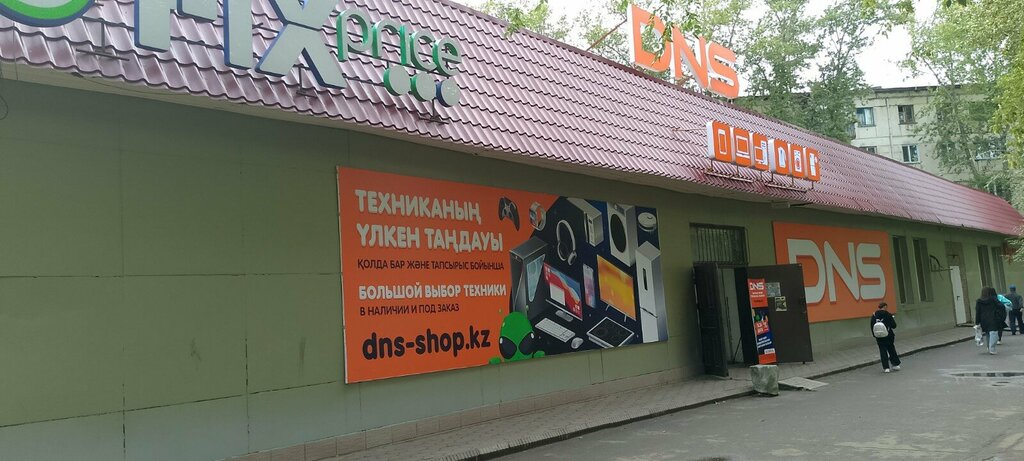 FIX
price
DNS
ТЕХНИКАНЫҢ
ҮЛКЕН ТАҢДАУЫ
ҚОЛДА БАР ЖӘНЕ ТАПСЫРЫС БОЙЫНША
БОЛЬШОЙ ВЫБОР ТЕХНИКИ
В НАЛИЧИИ И ПОД ЗАКАЗ
dns-shop.kz
DNS
DNS